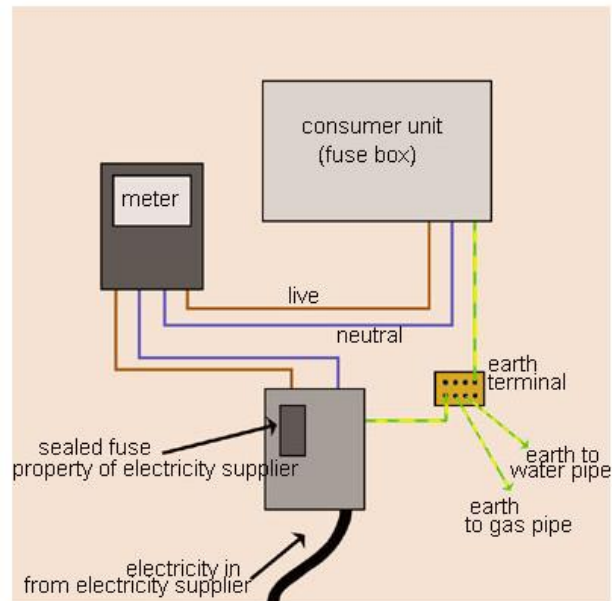 consumer unit
(fuse box)
meter
live
neutral
earth
terminal
sealed fuse
property of electricity supplier
earth to
water pipe
earth
to gas pipe
electricity in
from electricity supplier